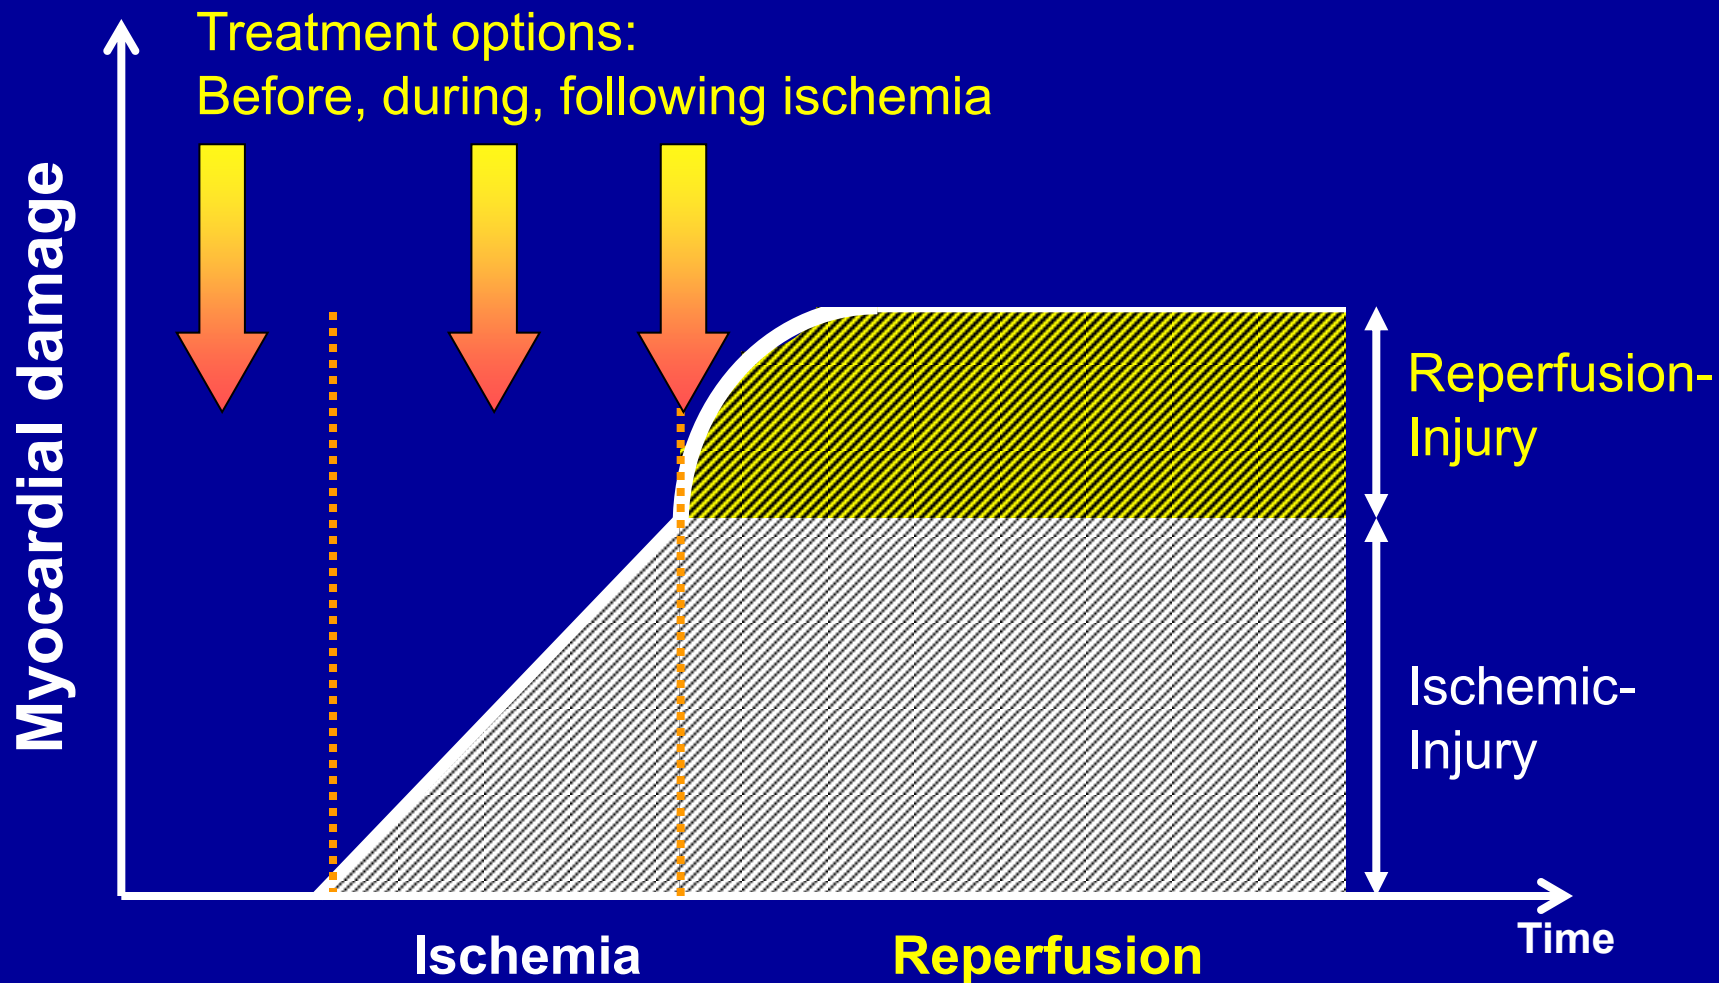 Treatment options:
Before, during, following ischemia
Myocardial damage
Reperfusion-
Injury
Ischemic-
Injury
Time
Ischemia
Reperfusion